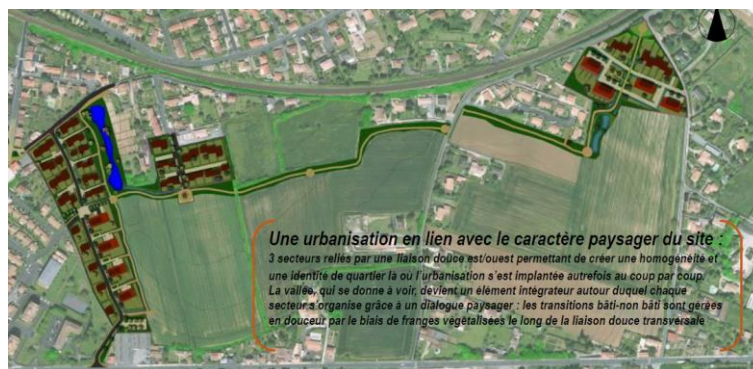 Une urbanisation en lien avec le caractère paysager du site :
3 secteurs reliés par une liaison douce est/ouest permettant de créer une homogénéité et
une identité de quartier là où l'urbanisation s'est implantée autrefois au coup par coup.
La vallée, qui se donne à voir, devient un élément intégrateur autour duquel chaque
secteur s'organise grâce à un dialogue paysager : les transitions bâti-non bâti sont gérées
en douceur par le biais de franges végétalisées le long de la liaison douce transversale